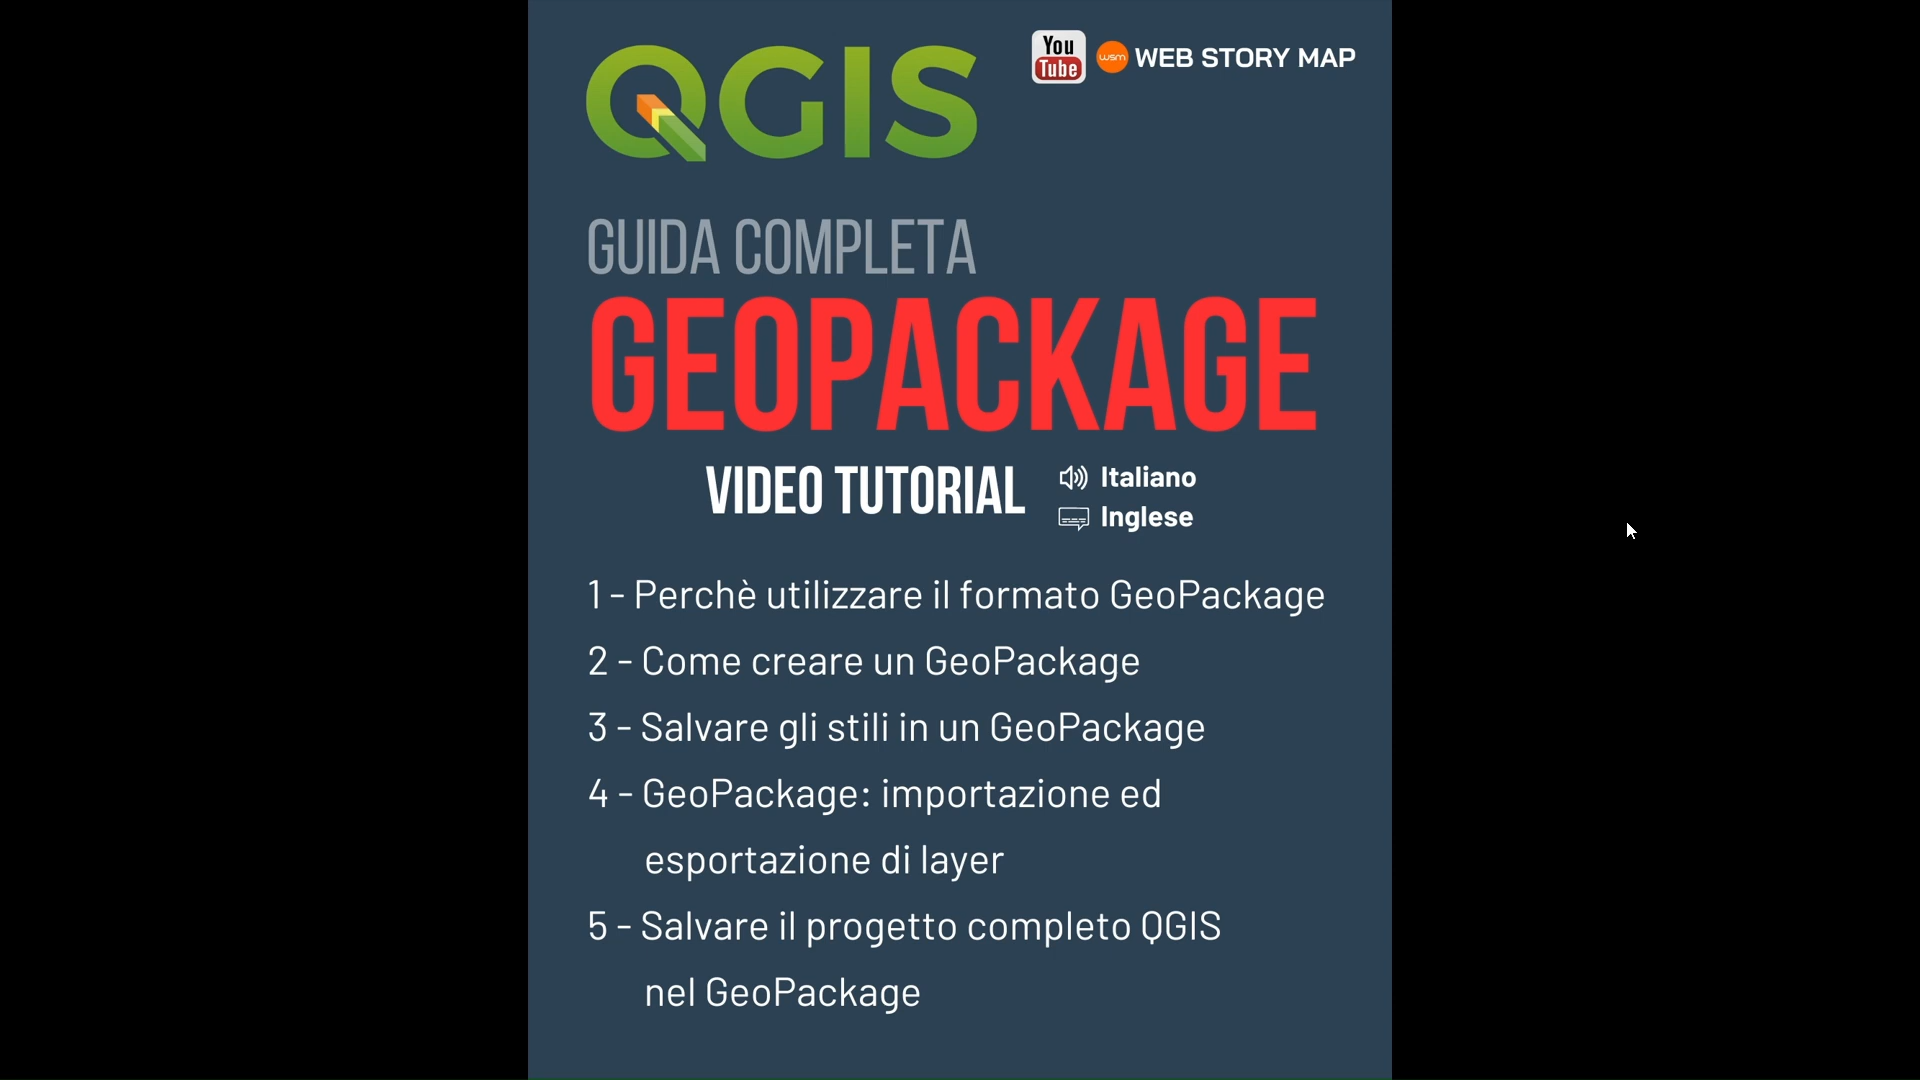 QGIS
You
Tube
wsm
WEB STORY MAP
GUIDA COMPLETA
GEOPACKAGE
VIDEO TUTORIAL
Italiano
Inglese
1 - Perchè utilizzare il formato GeoPackage
2 - Come creare un GeoPackage
3 - Salvare gli stili in un GeoPackage
4 - GeoPackage: importazione ed
esportazione di layer
5 - Salvare il progetto completo QGIS
nel GeoPackage